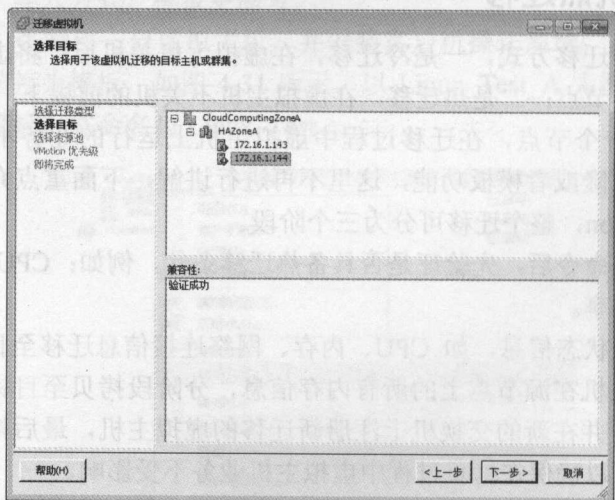 迁移虚拟机
选择目标
选择用于该虚拟机迁移的目标主机或群集。
选择迁移类型
选择目标
选择资源池
VMotion 优先级
即将完成
CloudComputingZoneA
HAZoneA
172.16.1.143
172.16.1.144
兼容性:
验证成功
帮助(H)
<上一步
下一步>
取消